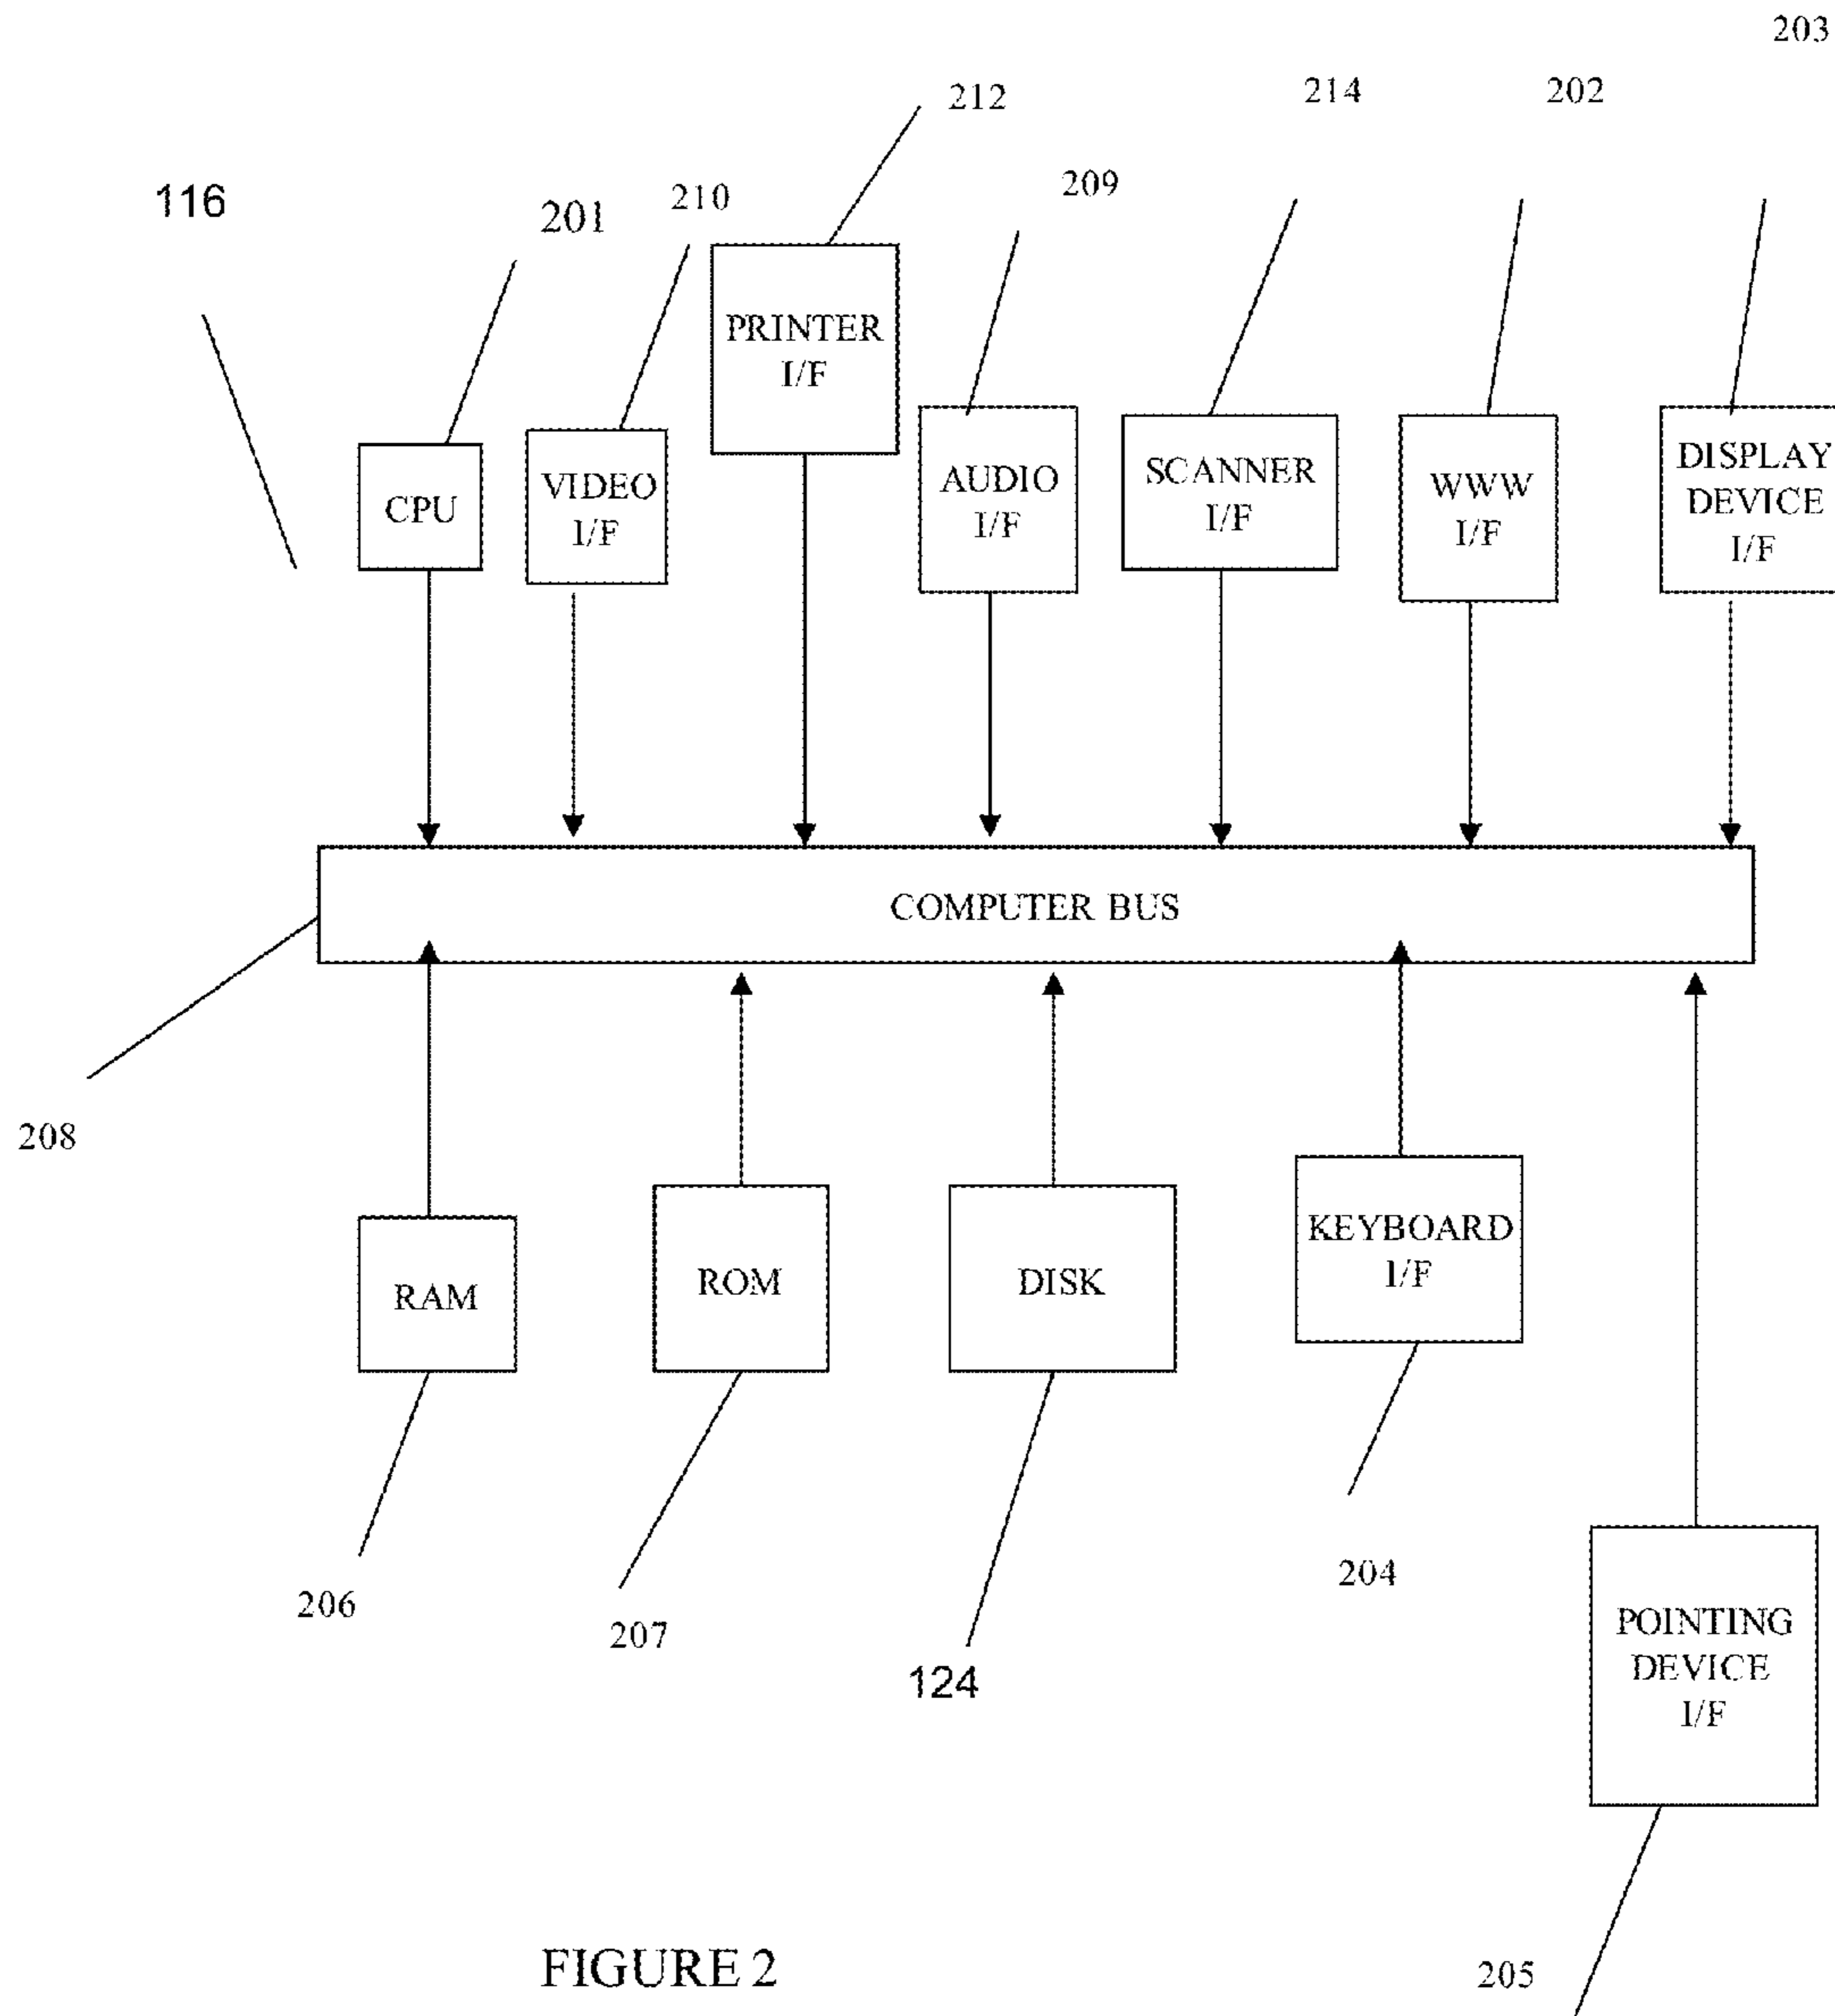 203
212
214
202
209
116
201
210
PRINTER
I/F
CPU
VIDEO
I/F
AUDIO
I/F
SCANNER
I/F
WWW
I/F
DISPLAY
DEVICE
I/F
COMPUTER BUS
208
RAM
ROM
DISK
KEYBOARD
I/F
206
207
124
204
POINTING
DEVICE
I/F
FIGURE 2
205